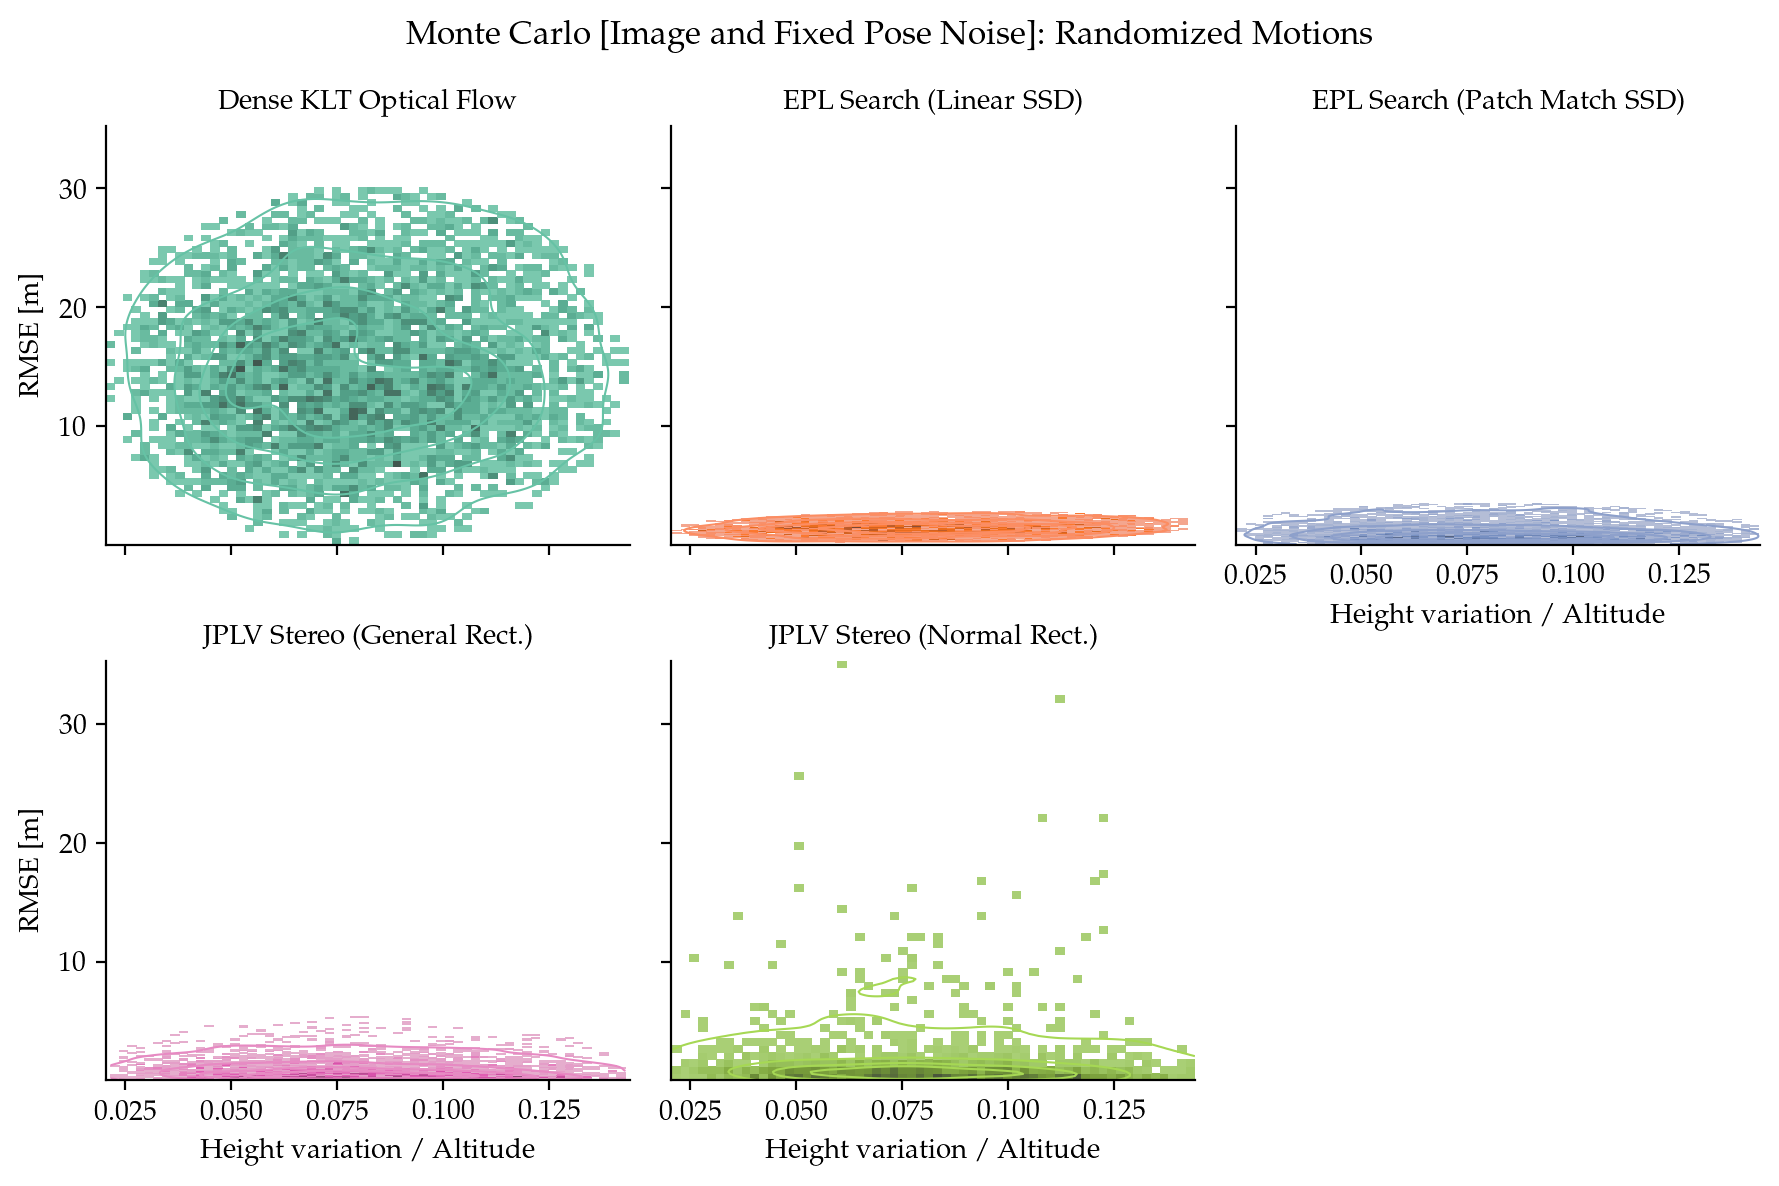 Monte Carlo [Image and Fixed Pose Noise]: Randomized Motions
Dense KLT Optical Flow
EPL Search (Linear SSD)
EPL Search (Patch Match SSD)
RMSE [m]
30
20
10
0.025 0.050 0.075 0.100 0.125
Height variation / Altitude
JPLV Stereo (General Rect.)
JPLV Stereo (Normal Rect.)
RMSE [m]
30
20
10
0.025 0.050 0.075 0.100 0.125
Height variation / Altitude
0.025 0.050 0.075 0.100 0.125
Height variation / Altitude